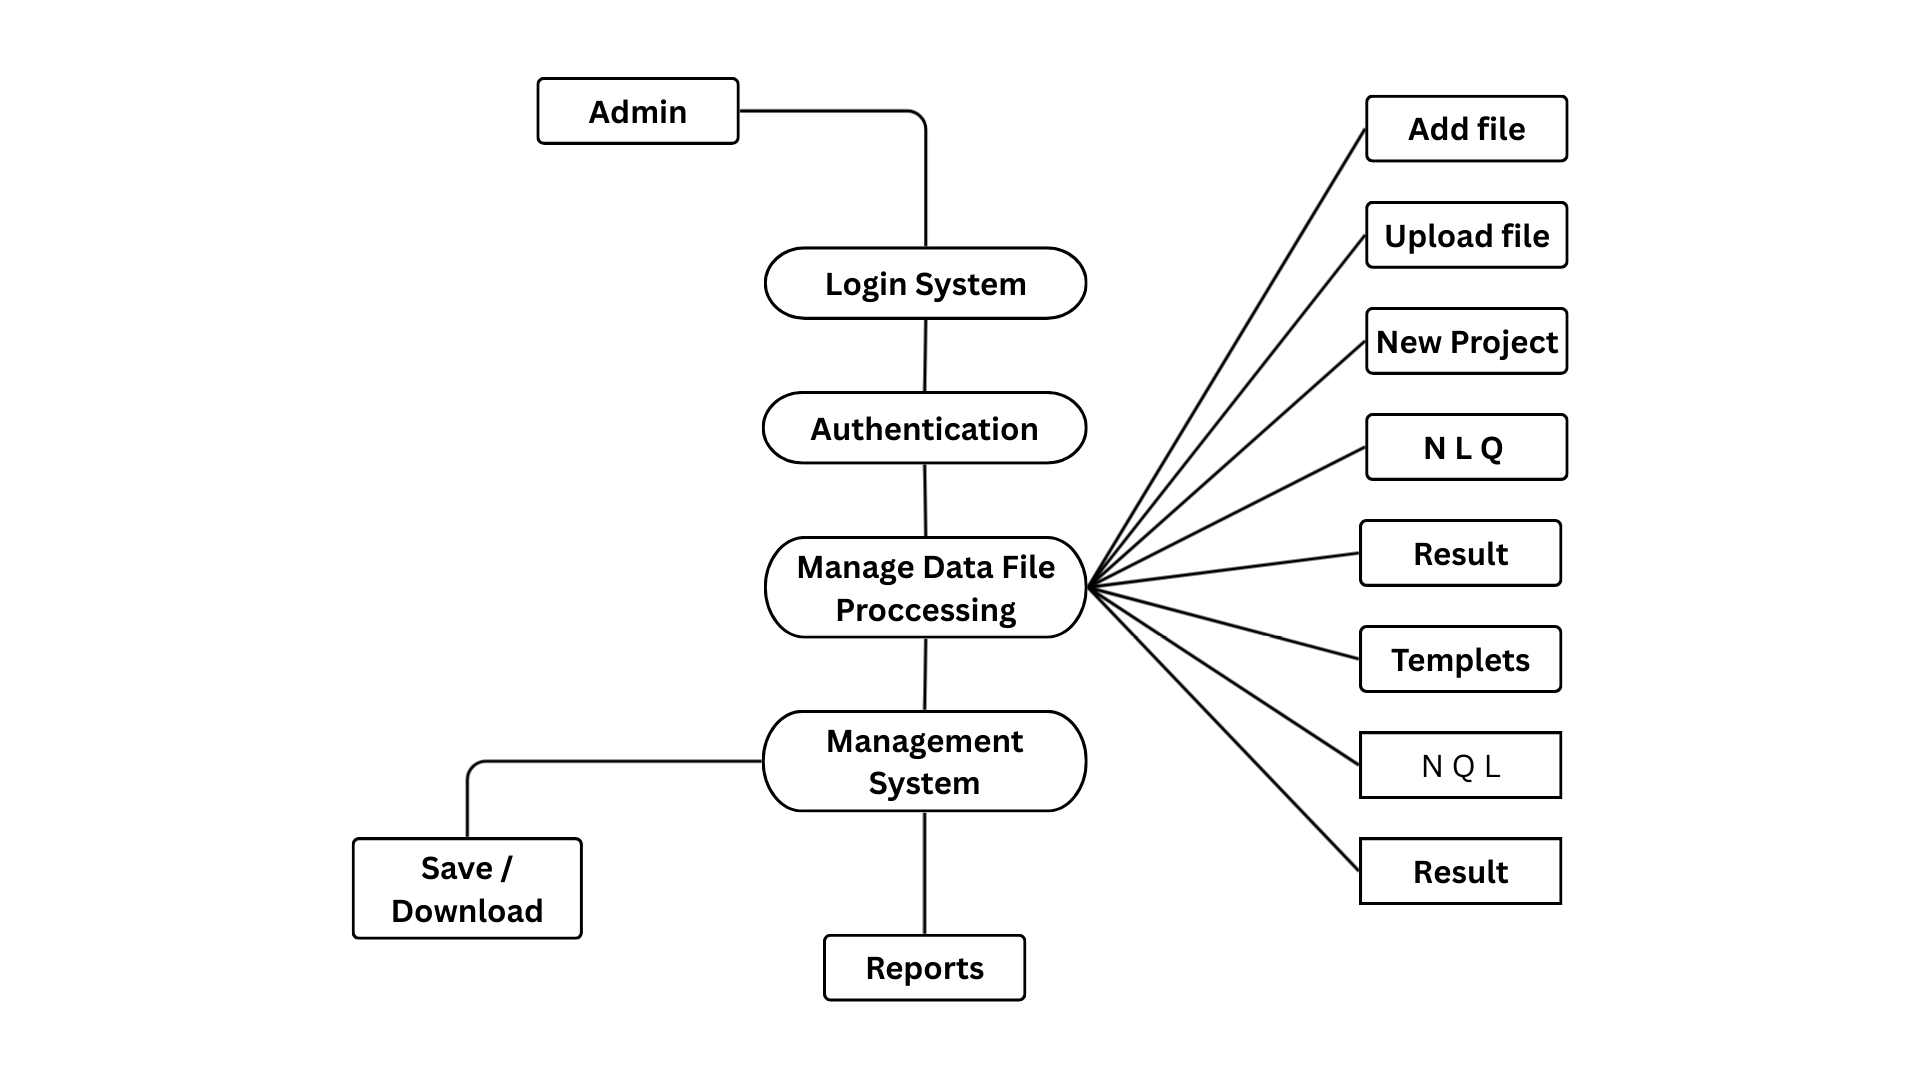 Admin
Login System
Authentication
Manage Data File
Proccessing
Management
System
Save /
Download
Reports
Add file
Upload file
New Project
N L Q
Result
Templets
N Q L
Result